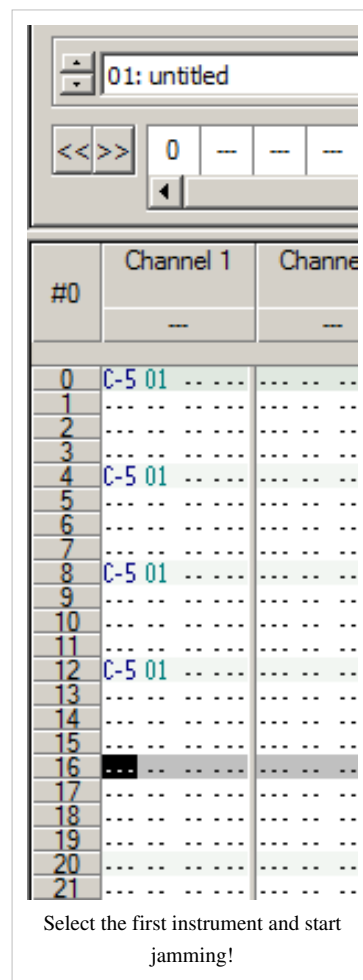 01: untitled
<< >> 0 --- --- ---
Channel 1 Channe
#0
--- ---
0 C-5 01 .. ... ... .. ..
1 ... .. .. ... ... .. ..
2 ... .. .. ... ... .. ..
3 ... .. .. ... ... .. ..
4 C-5 01 .. ... ... .. ..
5 ... .. .. ... ... .. ..
6 ... .. .. ... ... .. ..
7 ... .. .. ... ... .. ..
8 C-5 01 .. ... ... .. ..
9 ... .. .. ... ... .. ..
10 ... .. .. ... ... .. ..
11 ... .. .. ... ... .. ..
12 C-5 01 .. ... ... .. ..
13 ... .. .. ... ... .. ..
14 ... .. .. ... ... .. ..
15 ... .. .. ... ... .. ..
16 ... .. .. ... ... .. ..
17 ... .. .. ... ... .. ..
18 ... .. .. ... ... .. ..
19 ... .. .. ... ... .. ..
20 ... .. .. ... ... .. ..
21 ... .. .. ... ... .. ..
Select the first instrument and start
jamming!